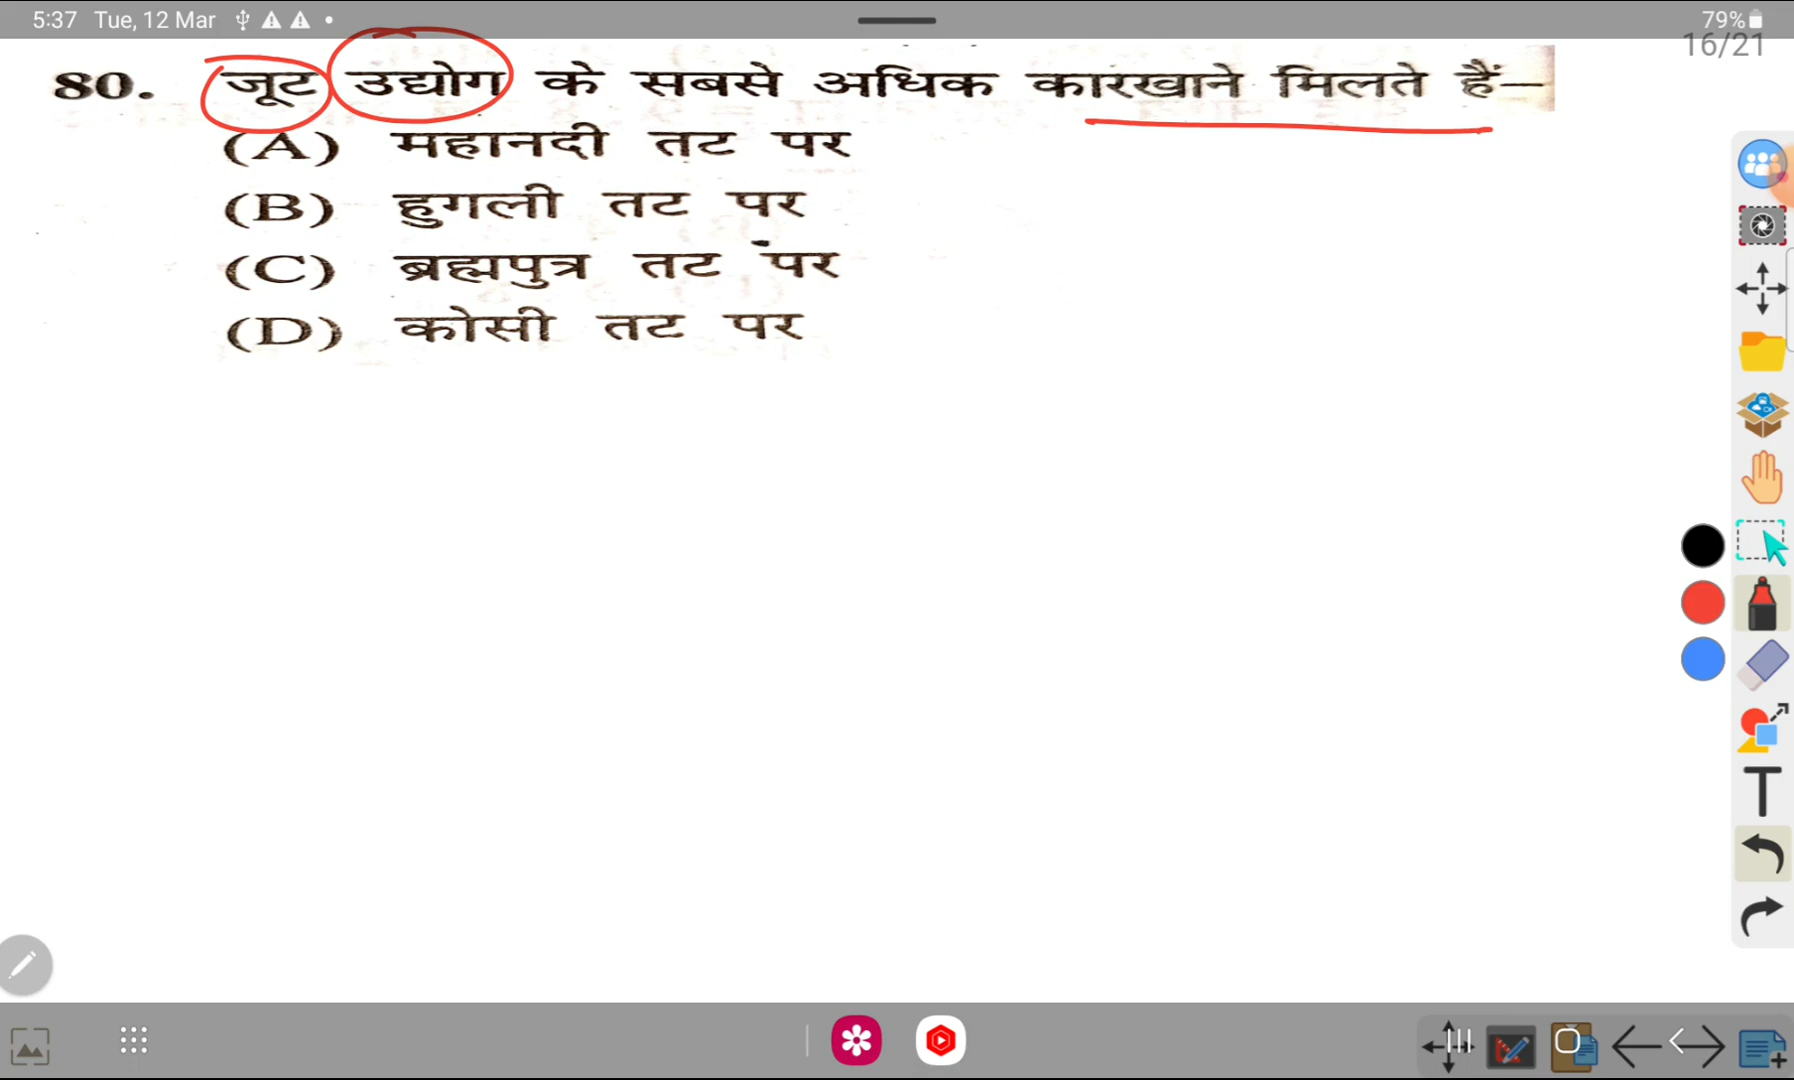 5:37 Tue, 12 Mar
79%
16/21
80. जूट उद्योग के सबसे अधिक कारखाने मिलते हैं–
(A) महानदी तट पर
(B) हुगली तट पर
(C) ब्रह्मपुत्र तट पर
(D) कोसी तट पर
T